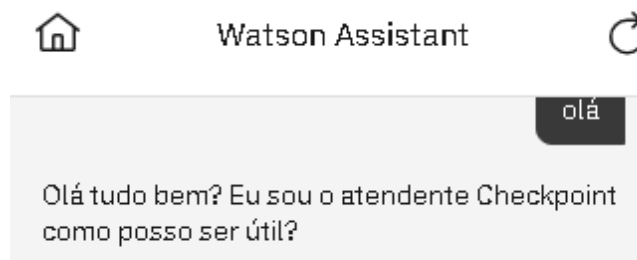 Watson Assistant
olá
Olá tudo bem? Eu sou o atendente Checkpoint
como posso ser útil?